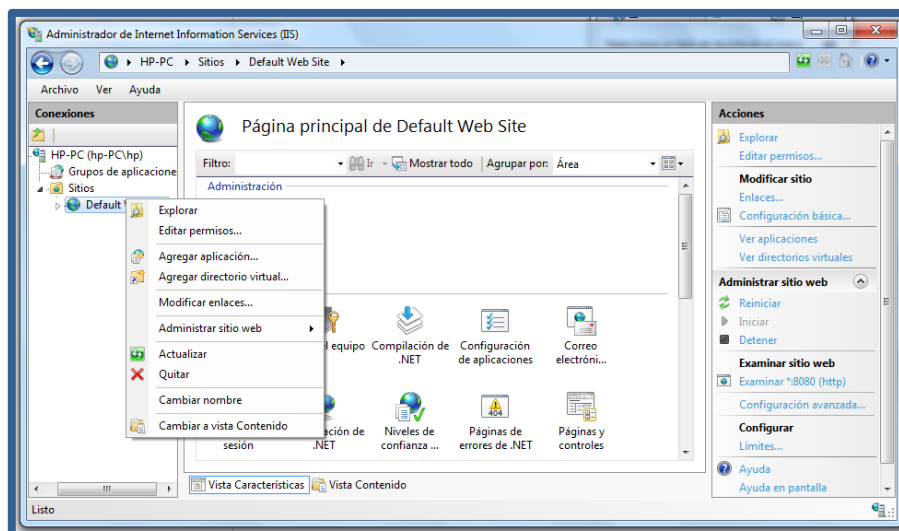 Administrador de Internet Information Services (IIS)
HP-PC Sitios Default Web Site
Archivo Ver Ayuda
Conexiones
HP-PC (hp-PC\hp)
Grupos de aplicacione
Sitios
Default
Explorar
Editar permisos...
Agregar aplicación...
Agregar directorio virtual...
Modificar enlaces...
Administrar sitio web
Actualizar
Quitar
Cambiar nombre
Cambiar a vista Contenido
Página principal de Default Web Site
Filtro: Ir Mostrar todo Agrupar por: Área
Administración
equipo
Compilación de
.NET
Configuración
de aplicaciones
Correo
electróni...
sesión
ación de
.NET
Niveles de
confianza ...
404
Páginas de
errores de .NET
Páginas y
controles
Vista Características Vista Contenido
Acciones
Explorar
Editar permisos...
Modificar sitio
Enlaces...
Configuración básica...
Ver aplicaciones
Ver directorios virtuales
Administrar sitio web
Reiniciar
Iniciar
Detener
Examinar sitio web
Examinar *:8080 (http)
Configuración avanzada...
Configurar
Límites...
Ayuda
Ayuda en pantalla
Listo